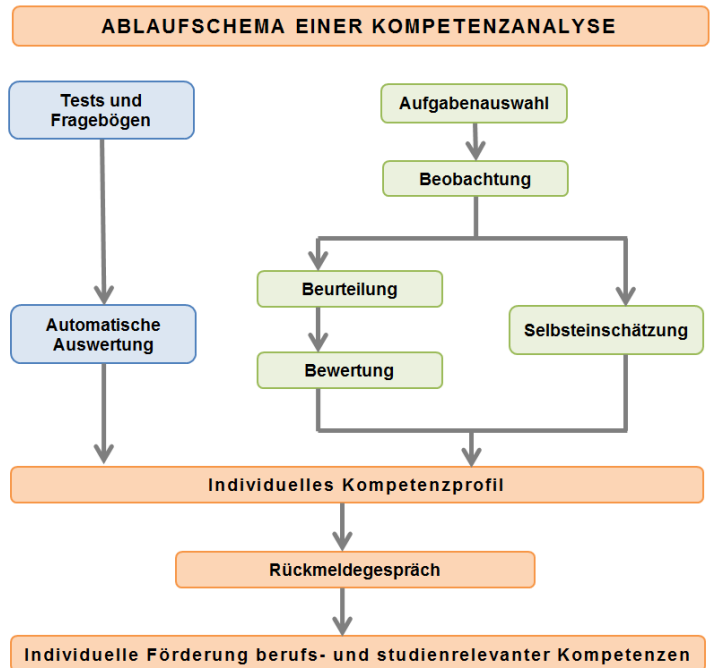 ABLAUFSCHEMA EINER KOMPETENZANALYSE
Tests und
Fragebögen
Aufgabenauswahl
Beobachtung
Beurteilung
Automatische
Auswertung
Selbsteinschätzung
Bewertung
Individuelles Kompetenzprofil
Rückmeldegespräch
Individuelle Förderung berufs- und studienrelevanter Kompetenzen